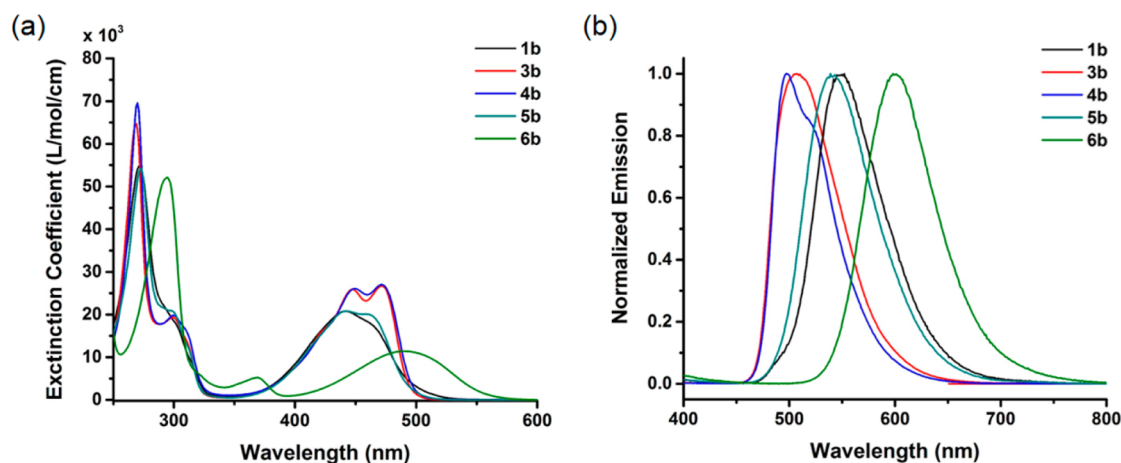 (a)
x 10³
80
70
60
50
40
30
20
10
0
300
400
500
600
Exctinction Coefficient (L/mol/cm)
Wavelength (nm)
1b
3b
4b
5b
6b
(b)
1.0
0.8
0.6
0.4
0.2
0.0
400
500
600
700
800
Normalized Emission
Wavelength (nm)
1b
3b
4b
5b
6b